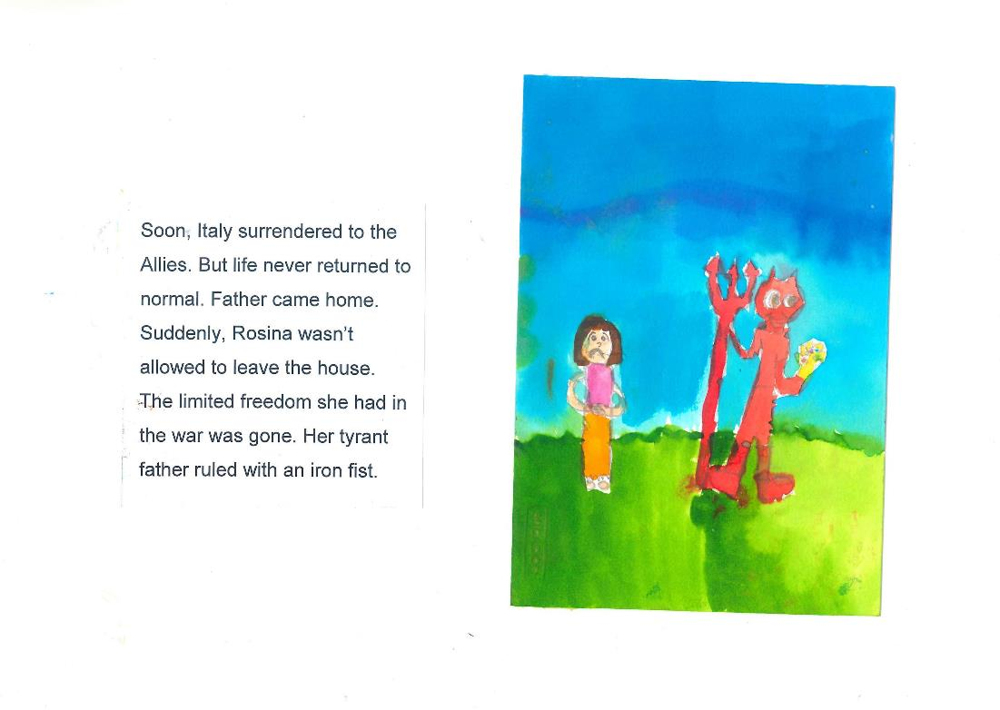 Soon, Italy surrendered to the
Allies. But life never returned to
normal. Father came home.
Suddenly, Rosina wasn't
allowed to leave the house.
The limited freedom she had in
the war was gone. Her tyrant
father ruled with an iron fist.